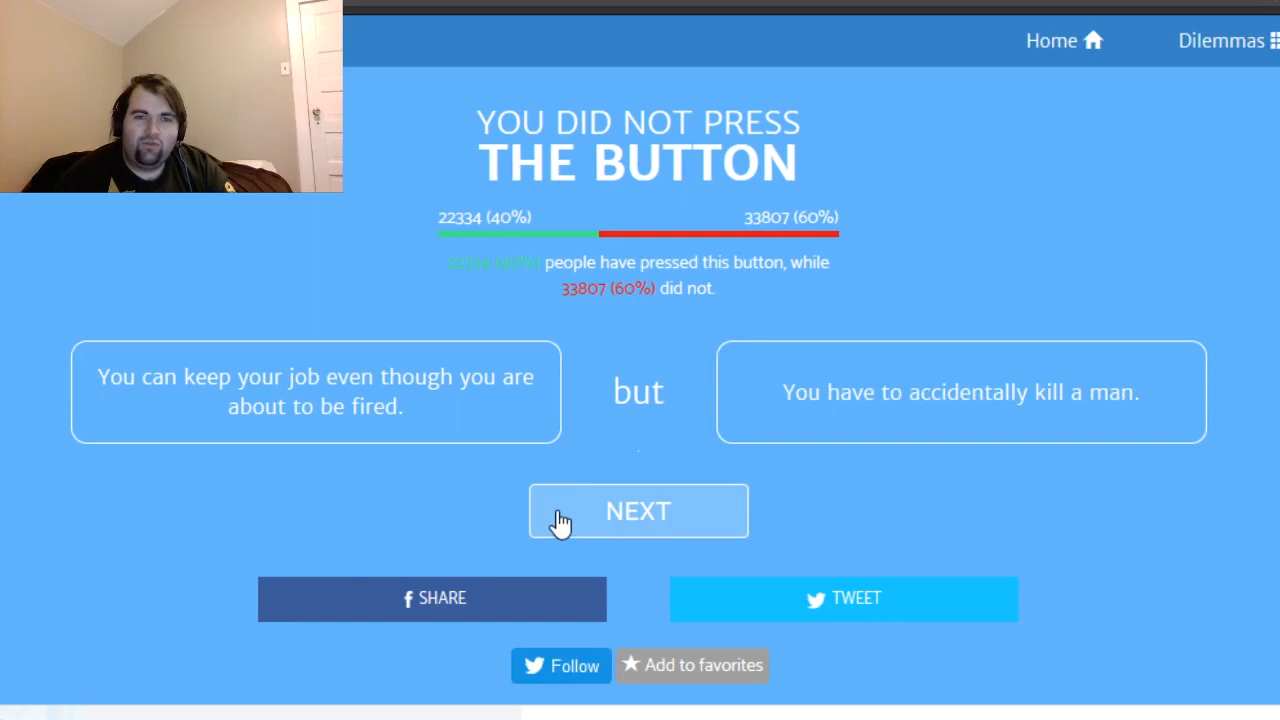 Home
Dilemmas
YOU DID NOT PRESS
THE BUTTON
22334 (40%)
33807 (60%)
22334 (40%) people have pressed this button, while
33807 (60%) did not.
You can keep your job even though you are
about to be fired.
but
You have to accidentally kill a man.
NEXT
SHARE
TWEET
Follow
Add to favorites